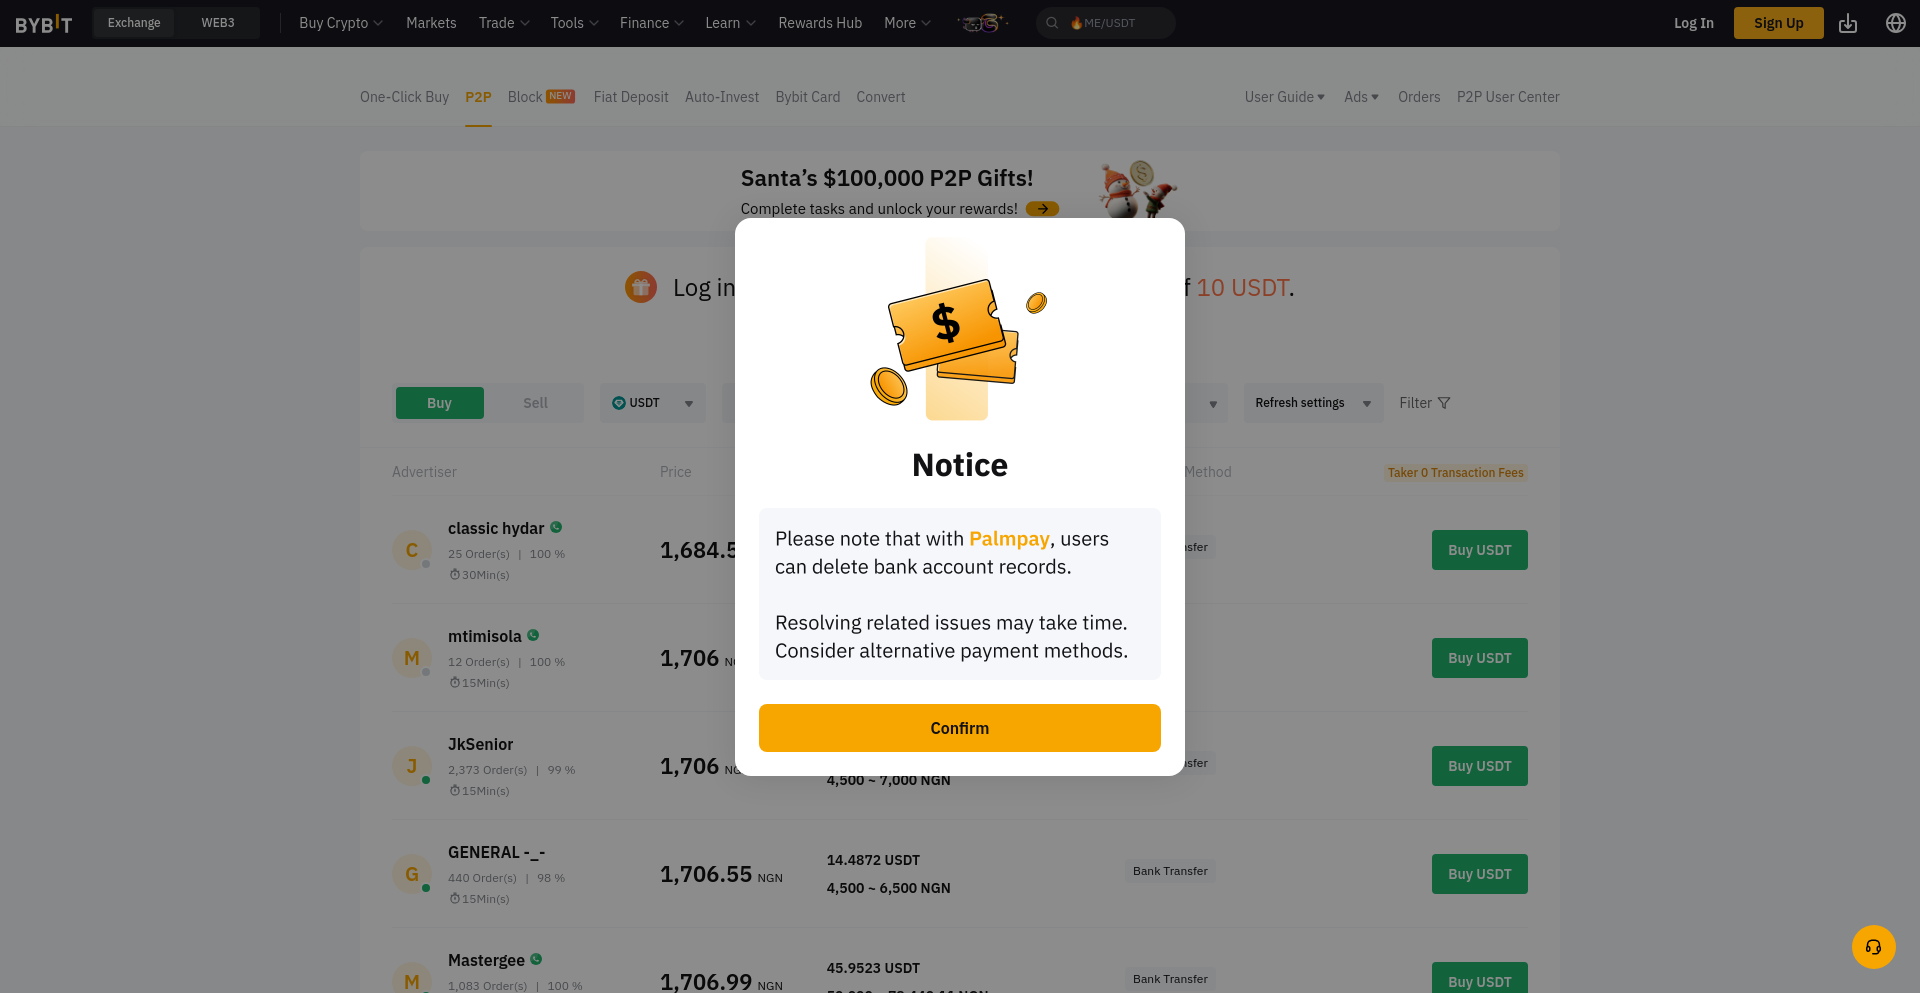 BYBIT Exchange WEB3 Buy Crypto Markets Trade Tools Finance Learn Rewards Hub More ME/USDT Log In Sign Up
One-Click Buy P2P Block NEW Fiat Deposit Auto-Invest Bybit Card Convert User Guide Ads Orders P2P User Center
Santa's $100,000 P2P Gifts!
Complete tasks and unlock your rewards!
Log in
10 USDT.
Buy Sell USDT Refresh settings Filter
Advertiser Price Method Taker 0 Transaction Fees
C
classic hydar
25 Order(s) | 100 %
30Min(s)
Buy USDT
M
mtimisola
12 Order(s) | 100 %
15Min(s)
1,706
Buy USDT
J
JkSenior
2,373 Order(s) | 99 %
15Min(s)
1,706
4,500 ~ 7,000 NGN
Buy USDT
G
GENERAL -_-
440 Order(s) | 98 %
15Min(s)
1,706.55 NGN
14.4872 USDT
4,500 ~ 6,500 NGN
Bank Transfer
Buy USDT
M
Mastergee
1,083 Order(s) | 100 %
1,706.99 NGN
45.9523 USDT
Bank Transfer
Buy USDT
$
Notice
Please note that with Palmpay, users
can delete bank account records.
Resolving related issues may take time.
Consider alternative payment methods.
Confirm